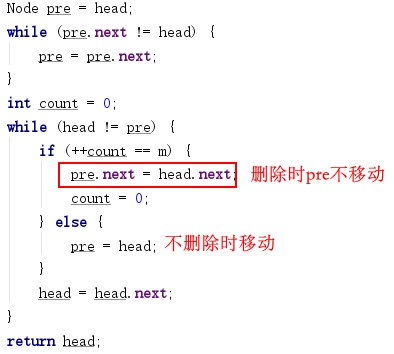 Node pre = head;
while (pre.next != head) {
pre = pre.next;
}
int count = 0;
while (head != pre) {
if (++count == m) {
pre.next = head.next; 删除时pre不移动
count = 0;
} else {
pre = head; 不删除时移动
}
head = head.next;
}
return head;